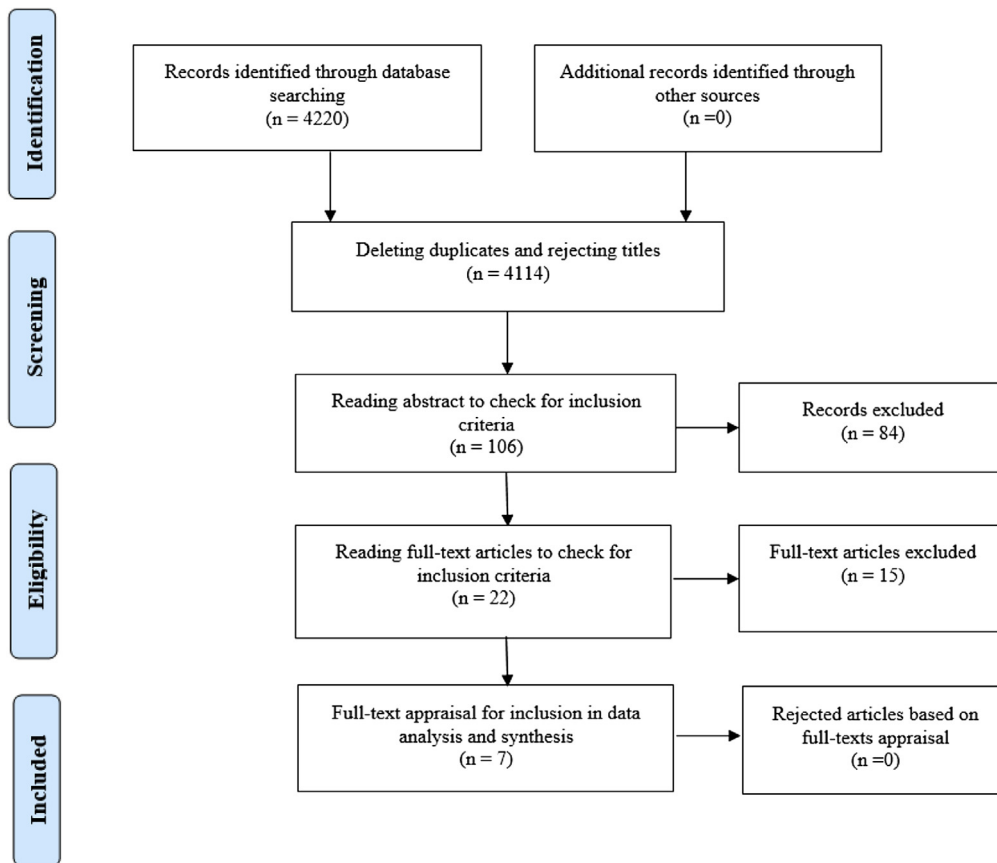 Identification
Records identified through database
searching
(n = 4220)
Additional records identified through
other sources
(n =0)
Screening
Deleting duplicates and rejecting titles
(n = 4114)
Reading abstract to check for inclusion
criteria
(n = 106)
Records excluded
(n = 84)
Eligibility
Reading full-text articles to check for
inclusion criteria
(n = 22)
Full-text articles excluded
(n = 15)
Included
Full-text appraisal for inclusion in data
analysis and synthesis
(n = 7)
Rejected articles based on
full-texts appraisal
(n =0)